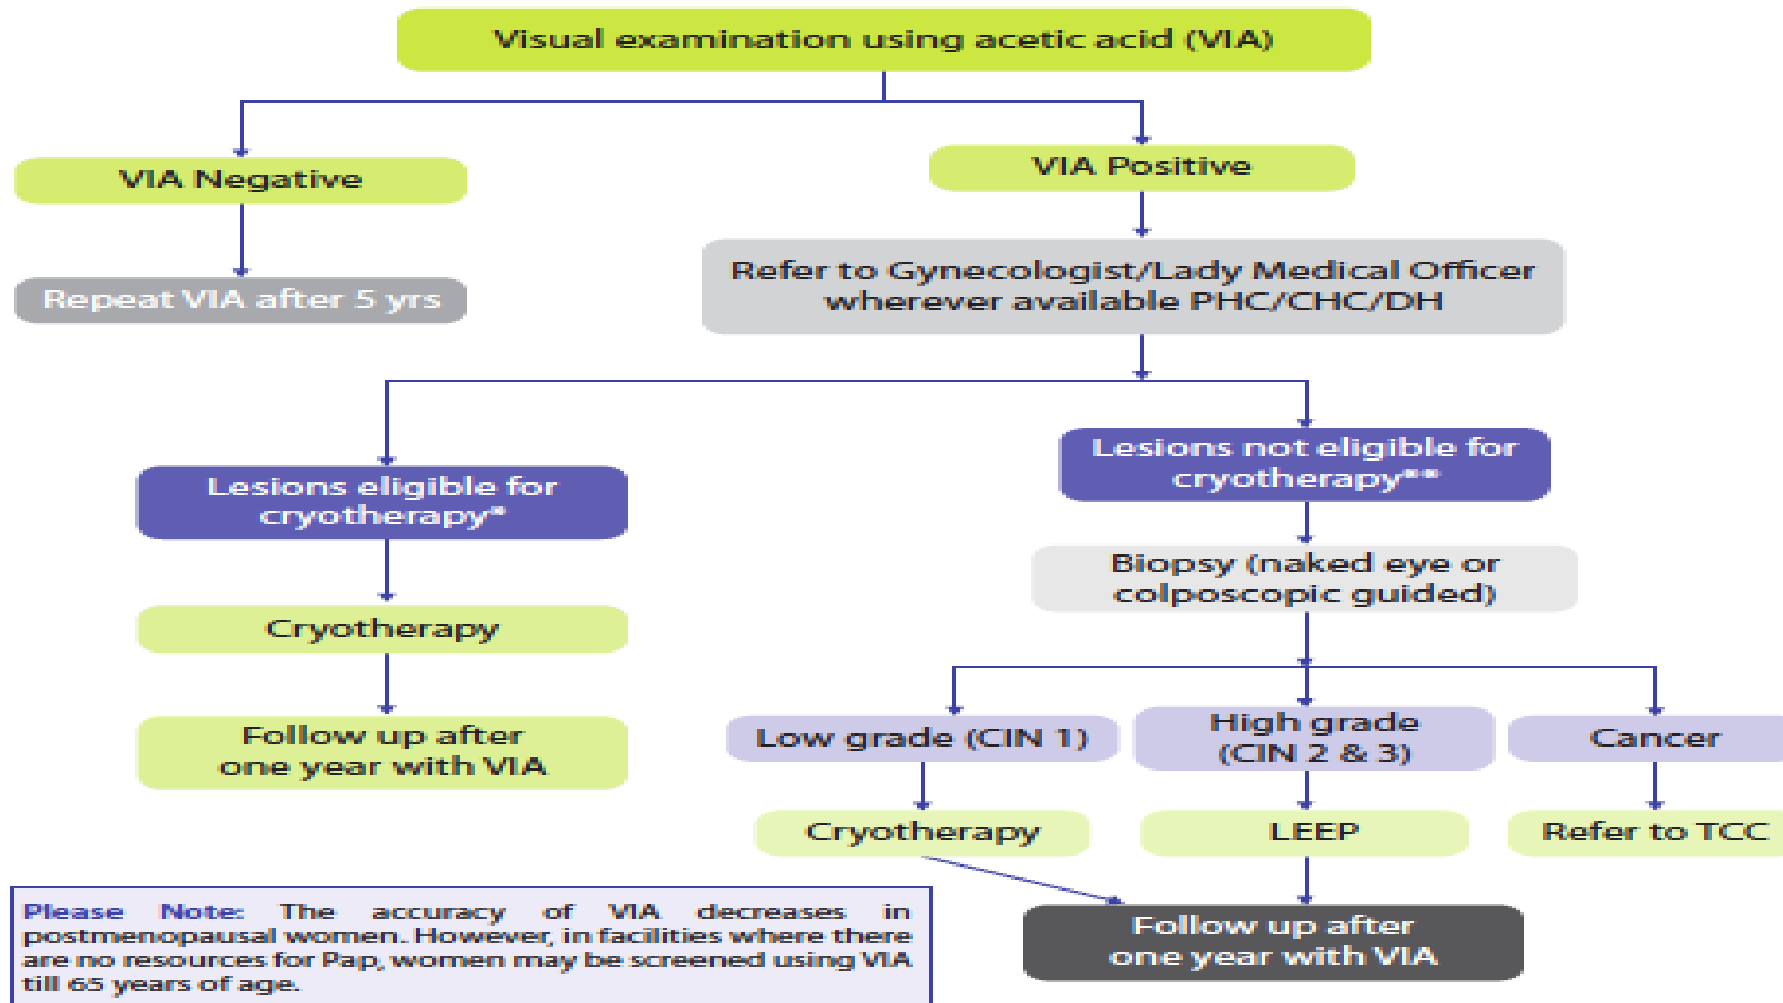 Visual examination using acetic acid (VIA)
VIA Negative
VIA Positive
Repeat VIA after 5 yrs
Refer to Gynecologist/Lady Medical Officer
wherever available PHC/CHC/DH
Lesions eligible for
cryotherapy*
Lesions not eligible for
cryotherapy**
Biopsy (naked eye or
colposcopic guided)
Cryotherapy
Follow up after
one year with VIA
Low grade (CIN 1)
High grade
(CIN 2 & 3)
Cancer
Cryotherapy
LEEP
Refer to TCC
Follow up after
one year with VIA
Please Note: The accuracy of VIA decreases in
postmenopausal women. However, in facilities where there
are no resources for Pap, women may be screened using VIA
till 65 years of age.